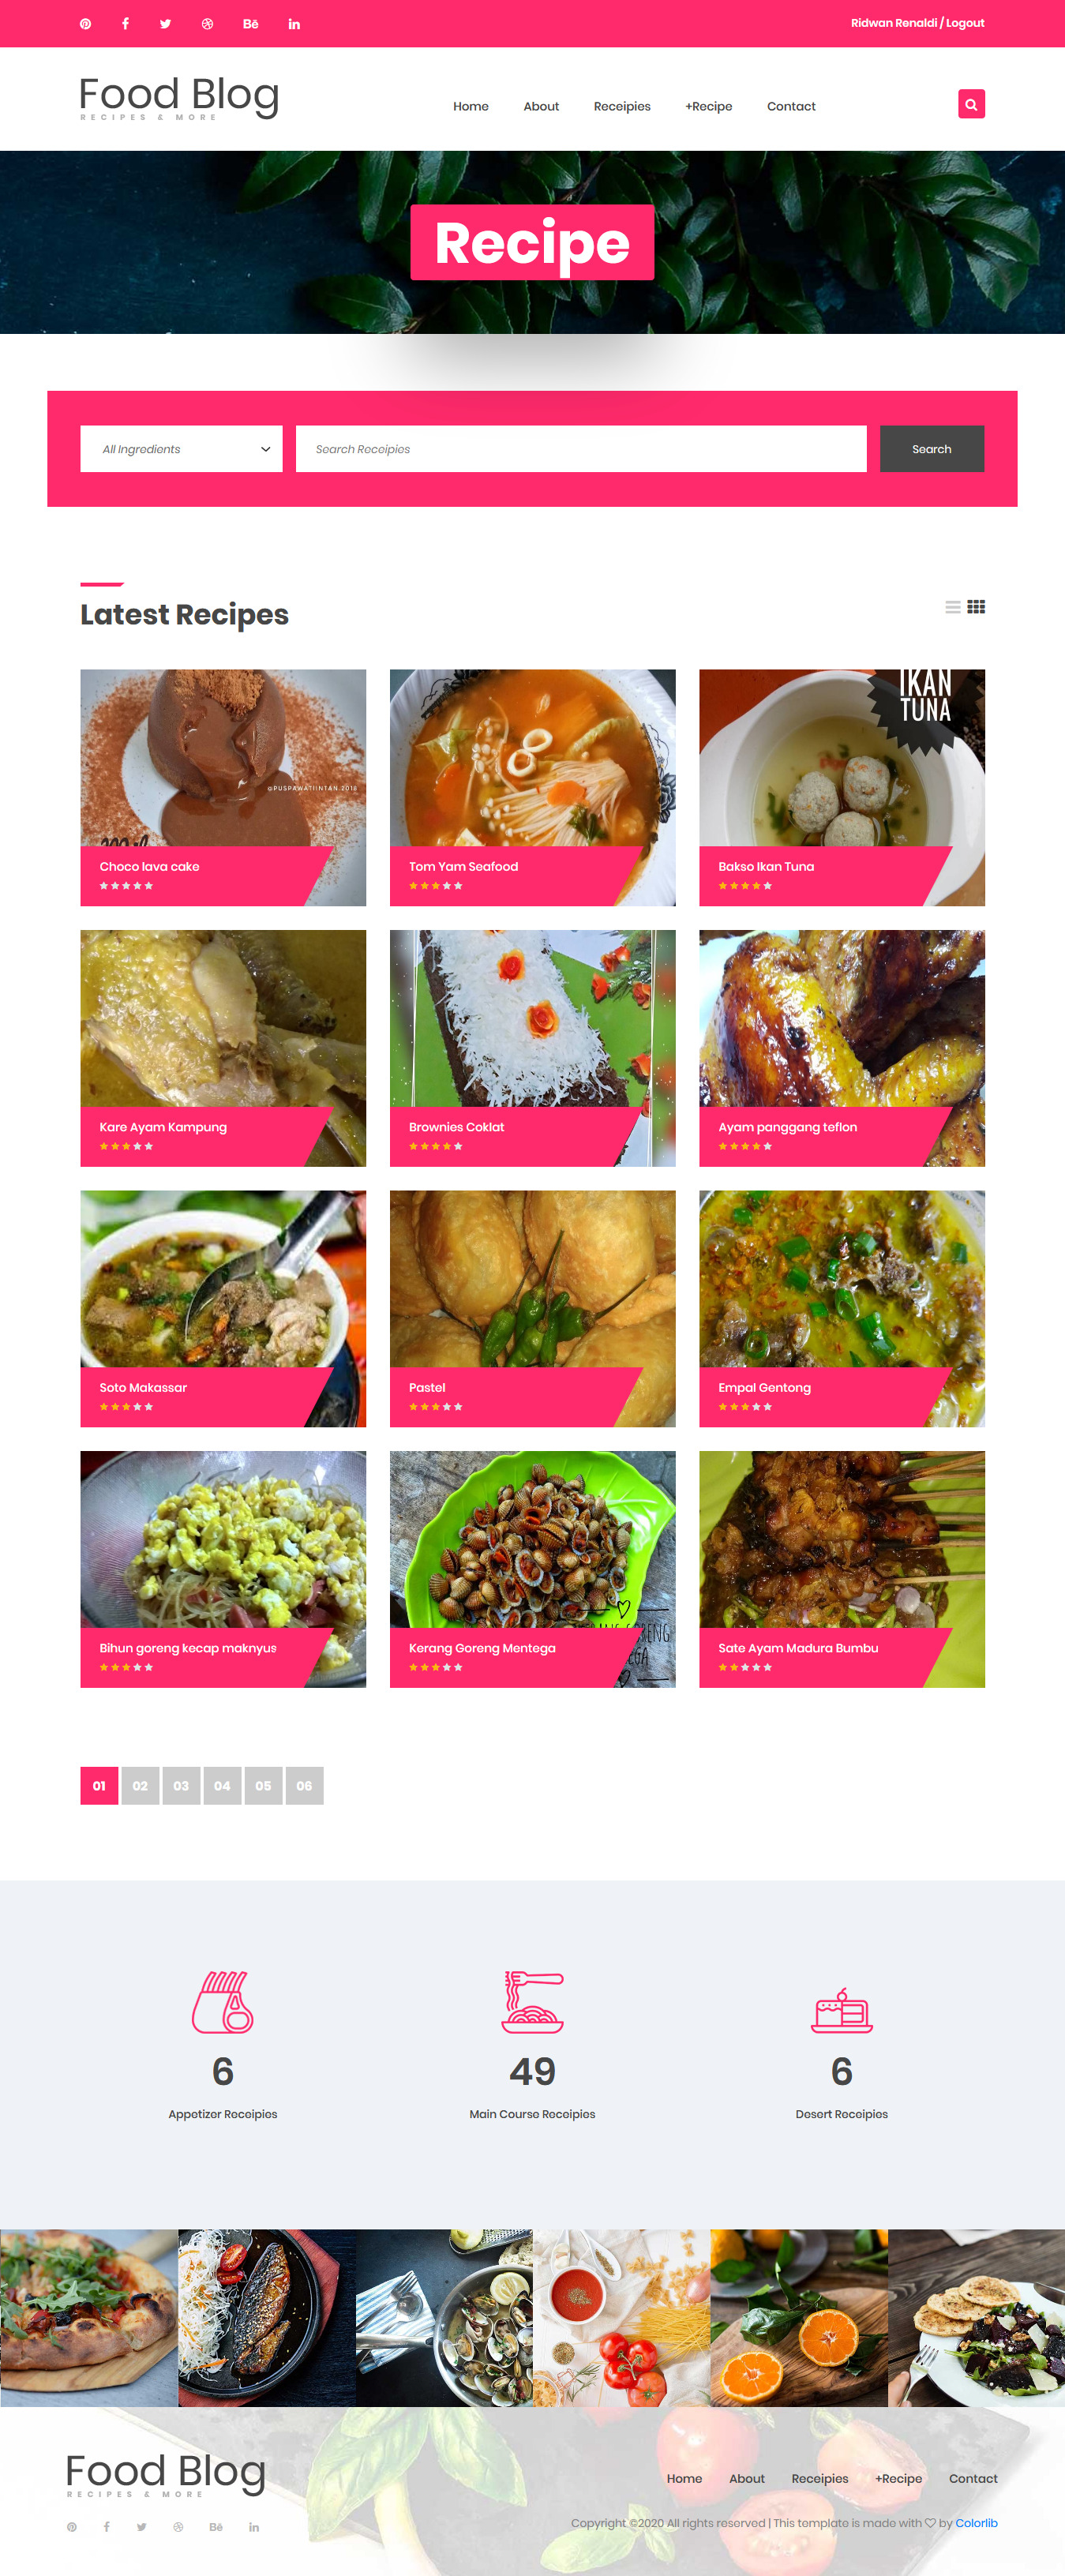 Bē
in
Ridwan Renaldi / Logout
Food Blog
RECIPES & MORE
Home
About
Receipies
+Recipe
Contact
Recipe
All Ingredients
Search Receipies
Search
Latest Recipes
@PUSPAWATIINTAN.2018
IKAN
TUNA
Choco lava cake
Tom Yam Seafood
Bakso Ikan Tuna
Kare Ayam Kampung
Brownies Coklat
Ayam panggang teflon
Soto Makassar
Pastel
Empal Gentong
Bihun goreng kecap maknyus
Kerang Goreng Mentega
Sate Ayam Madura Bumbu
01 02 03 04 05 06
6
Appetizer Receipies
49
Main Course Receipies
6
Desert Receipies
Food Blog
RECIPES & MORE
Home
About
Receipies
+Recipe
Contact
Bē
in
Copyright ©2020 All rights reserved | This template is made with ♡ by Colorlib